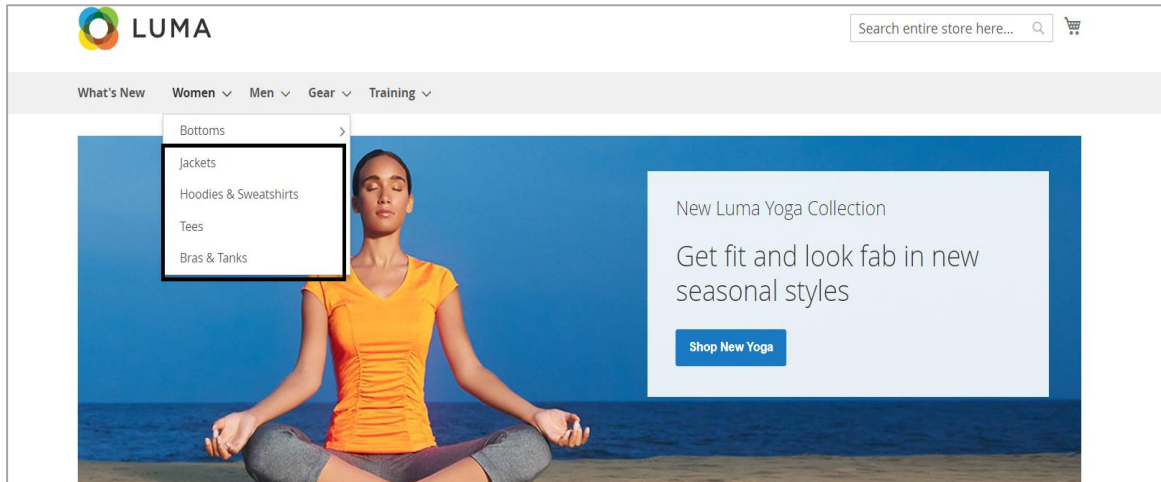 LUMA
Search entire store here...
What's New Women Men Gear Training
Bottoms
Jackets
Hoodies & Sweatshirts
Tees
Bras & Tanks
New Luma Yoga Collection
Get fit and look fab in new
seasonal styles
Shop New Yoga